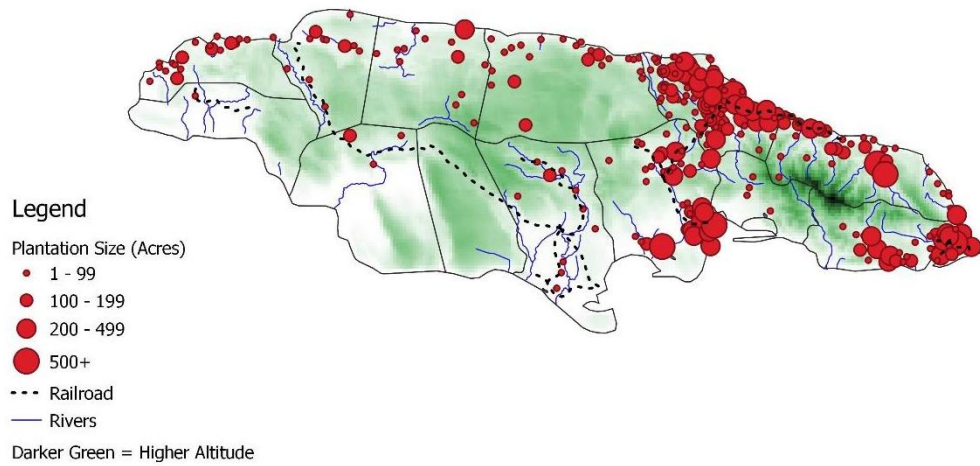 Legend
Plantation Size (Acres)
1 - 99
100 - 199
200 - 499
500+
Railroad
Rivers
Darker Green = Higher Altitude